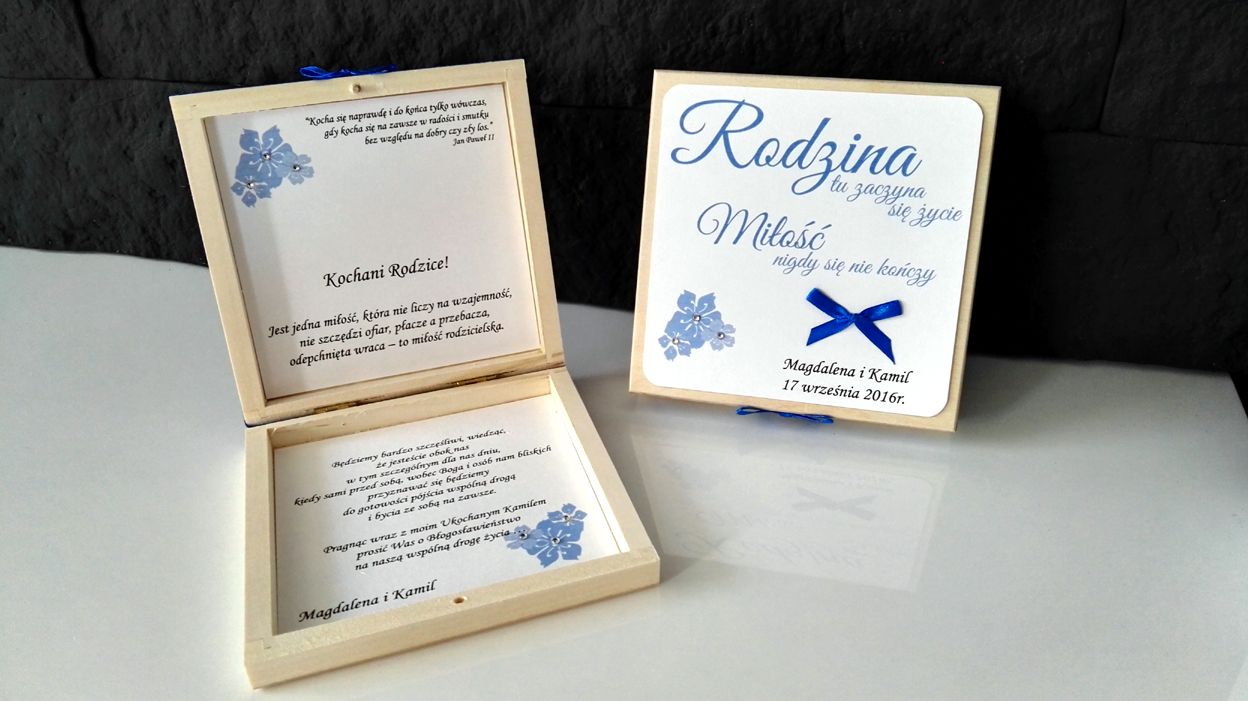 "Kocha się naprawdę i do końca tylko wówczas,
gdy kocha się na zawsze w radości i smutku
bez względu na dobry czy zły los."
Jan Paweł II
Kochani Rodzice!
Jest jedna miłość, która nie liczy na wzajemność,
nie szczędzi ofiar, płacze a przebacza,
odepchnięta wraca – to miłość rodzicielska.
Będziemy bardzo szczęśliwi, wiedząc,
że jesteście obok nas
w tym szczególnym dla nas dniu,
kiedy sami przed sobą, wobec Boga i osób nam bliskich
przyznawać się będziemy
do gotowości pójścia wspólną drogą
i bycia ze sobą na zawsze.
Pragnąc wraz z moim Ukochanym Kamilem
prosić Was o Błogosławieństwo
na naszą wspólną drogę życia...
Magdalena i Kamil
Rodzina
tu zaczyna
się życie
Miłość
nigdy się nie kończy
Magdalena i Kamil
17 września 2016r.